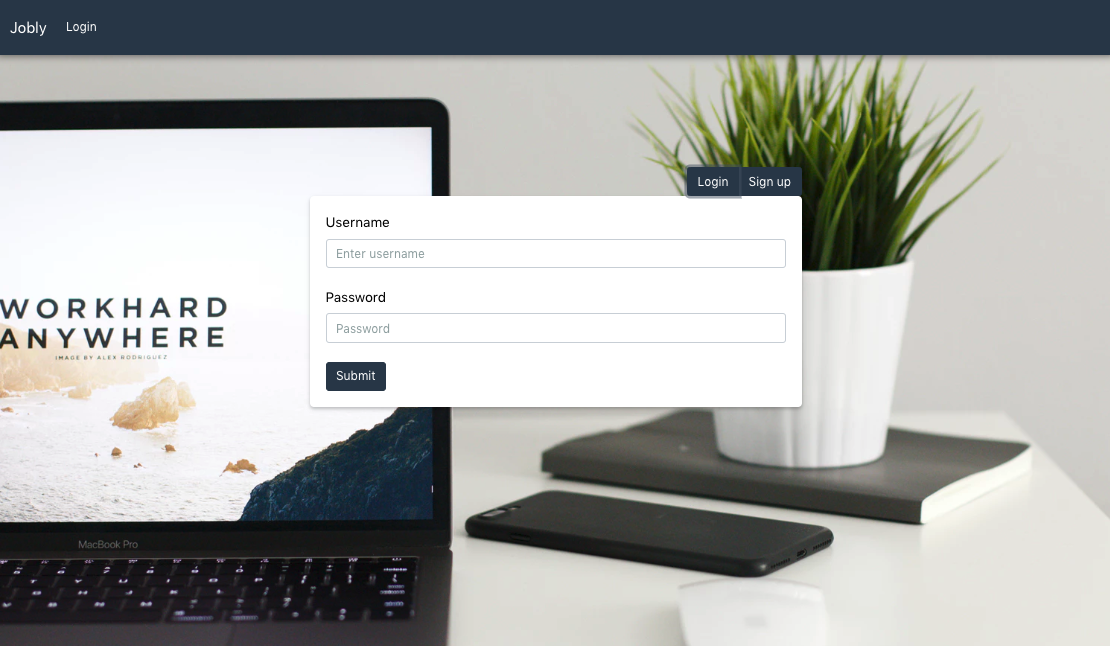 Jobly Login
Login Sign up
Username
Enter username
Password
Password
Submit
WORKHARD
ANYWHERE
IMAGE BY ALEX RODRIGUEZ
MacBook Pro